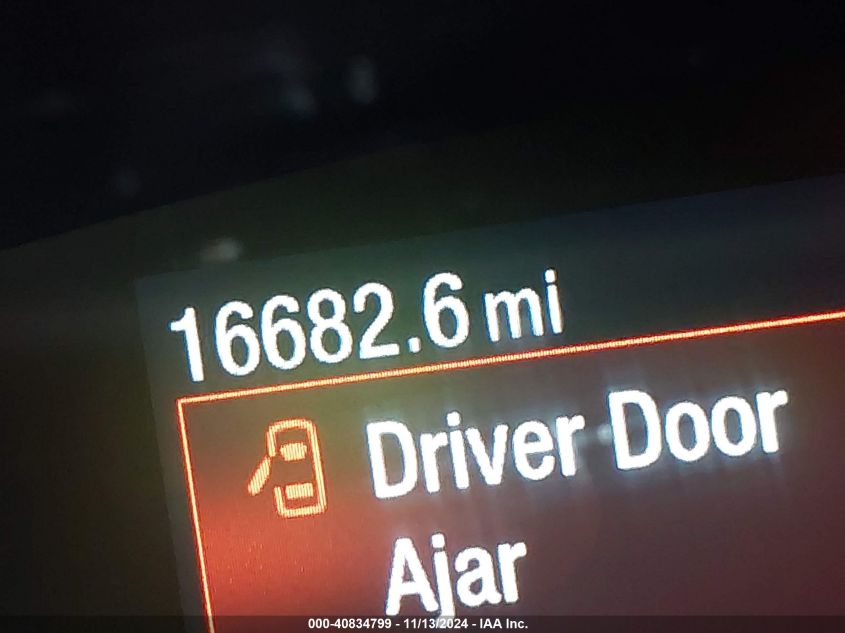 16682.6 mi
Driver Door
Ajar
000-40834799 - 11/13/2024 - IAA Inc.